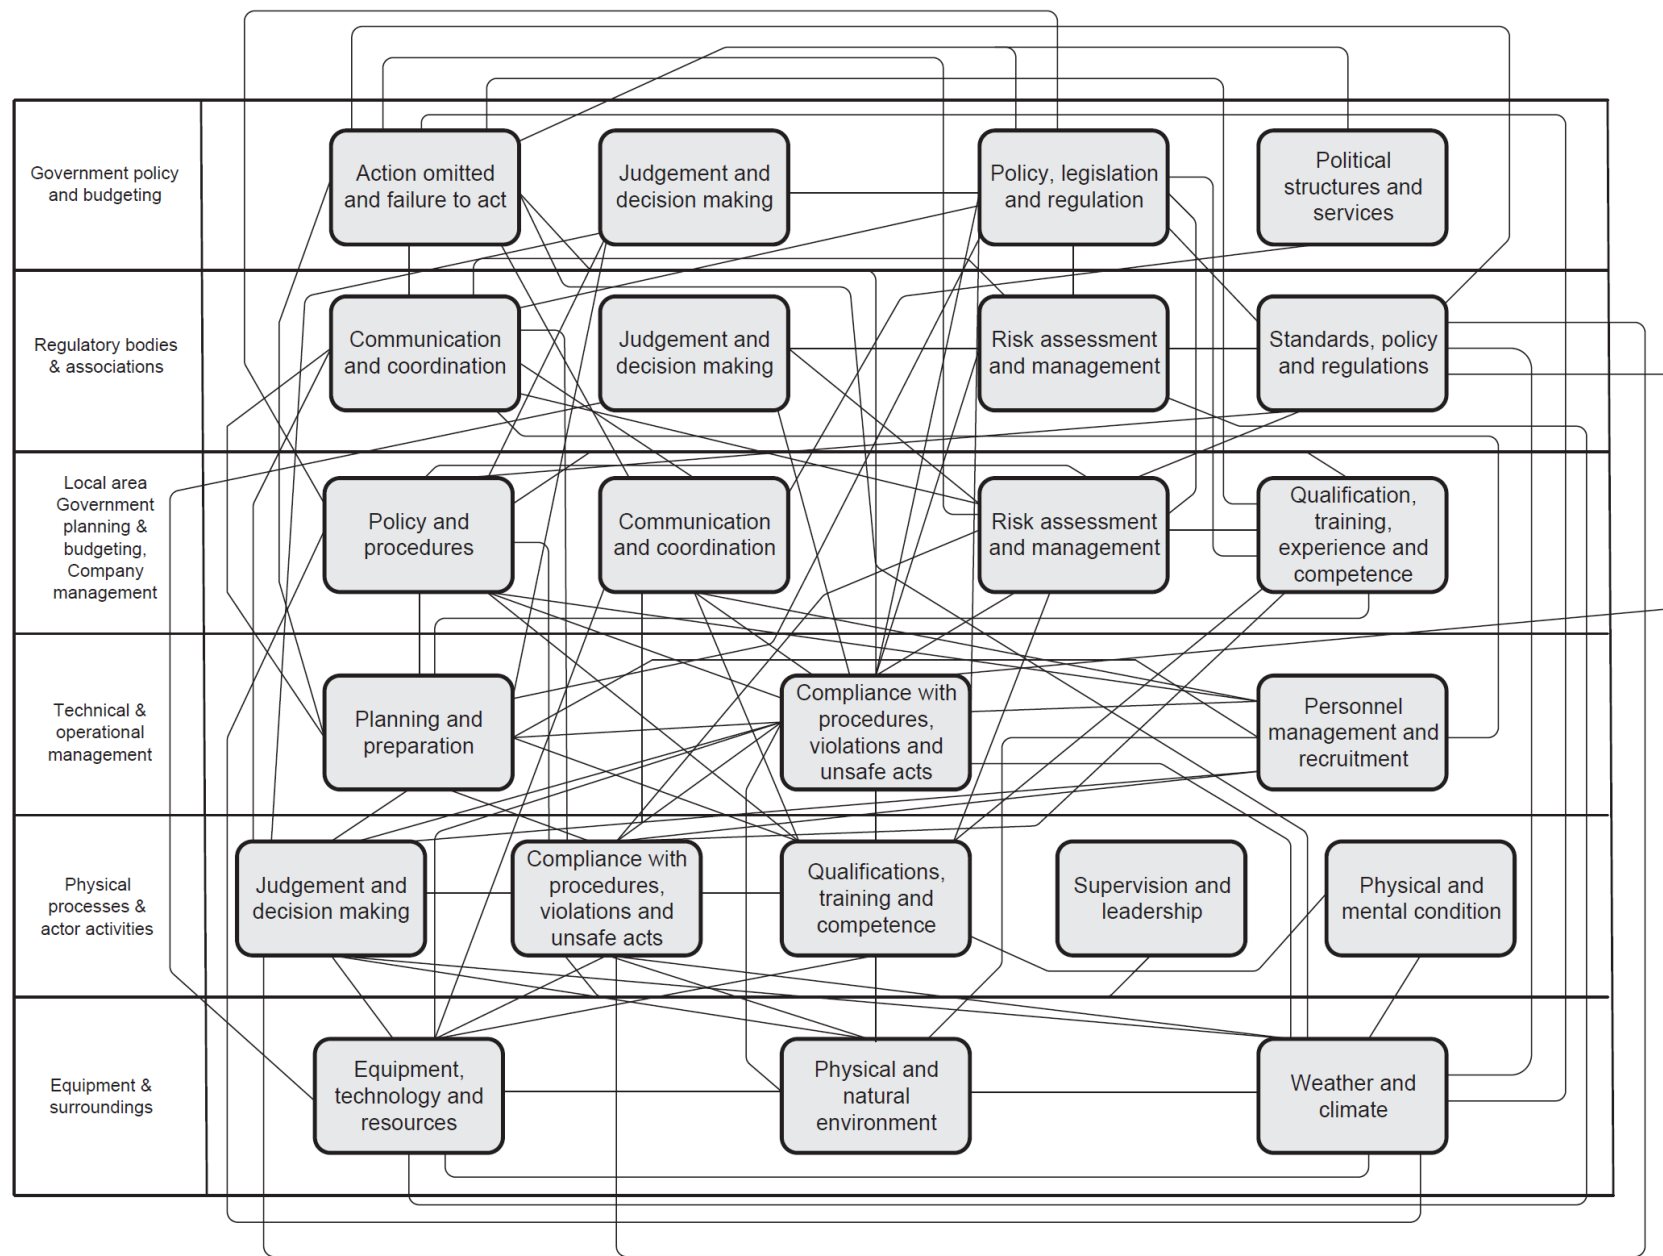 Government policy
and budgeting
Action omitted
and failure to act
Judgement and
decision making
Policy, legislation
and regulation
Political
structures and
services
Regulatory bodies
& associations
Communication
and coordination
Judgement and
decision making
Risk assessment
and management
Standards, policy
and regulations
Local area
Government
planning &
budgeting,
Company
management
Policy and
procedures
Communication
and coordination
Risk assessment
and management
Qualification,
training,
experience and
competence
Technical &
operational
management
Planning and
preparation
Compliance with
procedures,
violations and
unsafe acts
Personnel
management and
recruitment
Physical
processes &
actor activities
Judgement and
decision making
Compliance with
procedures,
violations and
unsafe acts
Qualifications,
training and
competence
Supervision and
leadership
Physical and
mental condition
Equipment &
surroundings
Equipment,
technology and
resources
Physical and
natural
environment
Weather and
climate